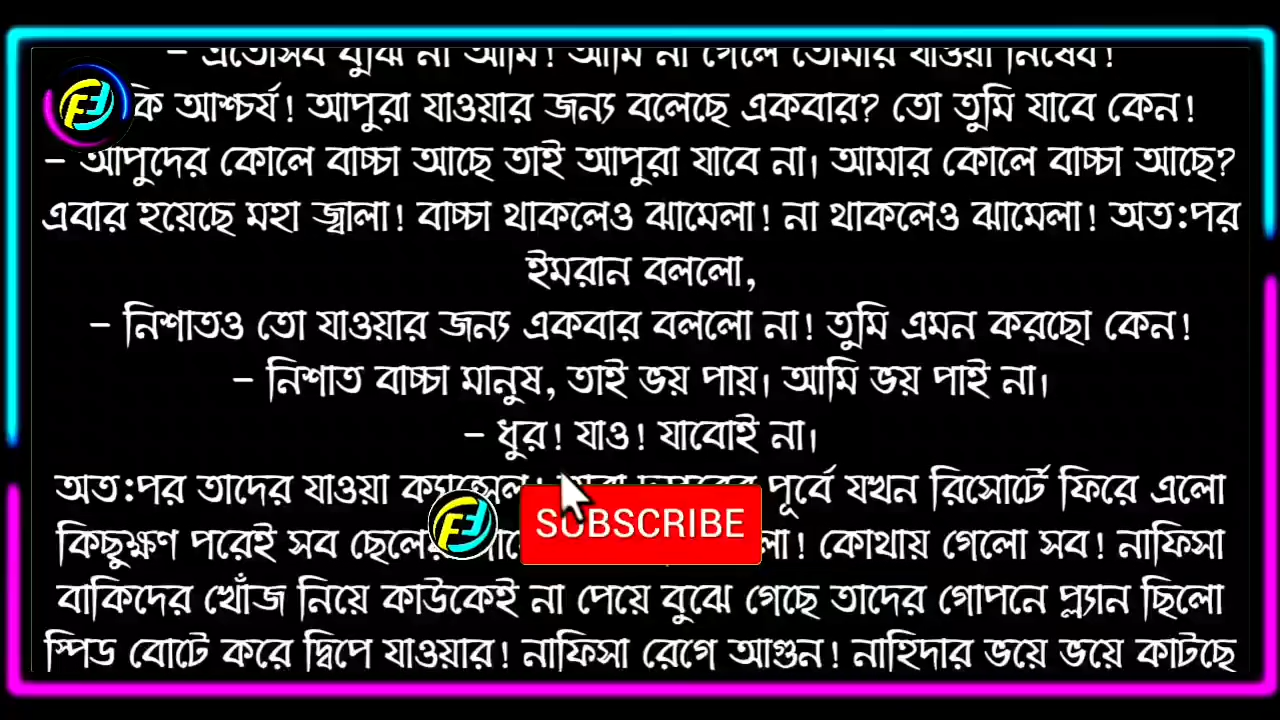 – এতোসব বুঝি না আমি! আমি না গেলে তোমার যাওয়া নিষেধ!
কি আশ্চর্য! আপুরা যাওয়ার জন্য বলেছে একবার? তো তুমি যাবে কেন!
– আপুদের কোলে বাচ্চা আছে তাই আপুরা যাবে না। আমার কোলে বাচ্চা আছে?
এবার হয়েছে মহা জ্বালা! বাচ্চা থাকলেও ঝামেলা! না থাকলেও ঝামেলা! অত:পর
ইমরান বললো,
– নিশাতও তো যাওয়ার জন্য একবার বললো না! তুমি এমন করছো কেন!
– নিশাত বাচ্চা মানুষ, তাই ভয় পায়। আমি ভয় পাই না।
– ধুর! যাও! যাবোই না।
অত:পর তাদের যাওয়া ক্যান্সেল! পূর্বে যখন রিসোর্টে ফিরে এলো
SUBSCRIBE
কিছুক্ষণ পরেই সব কোথায় গেলো সব! নাফিসা
বাকিদের খোঁজ নিয়ে কাউকেই না পেয়ে বুঝে গেছে তাদের গোপনে প্ল্যান ছিলো
স্পিড বোটে করে দ্বিপে যাওয়ার! নাফিসা রেগে আগুন! নাহিদার ভয়ে ভয়ে কাটছে